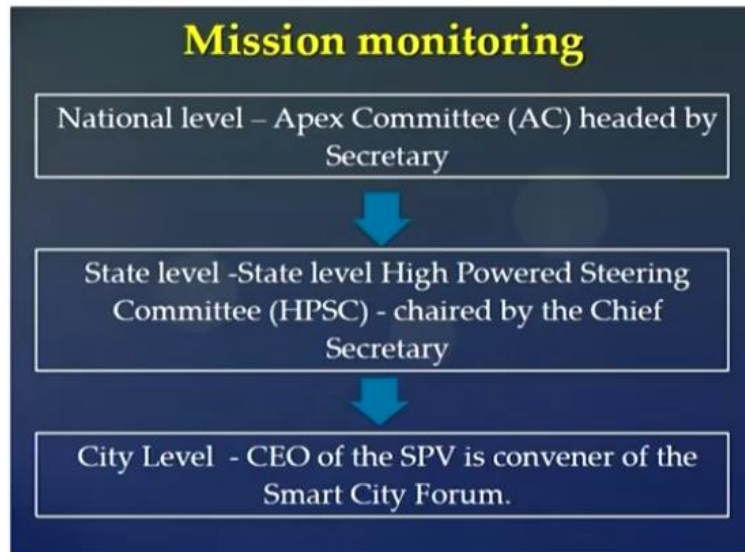 Mission monitoring
National level – Apex Committee (AC) headed by
Secretary
State level -State level High Powered Steering
Committee (HPSC) - chaired by the Chief
Secretary
City Level - CEO of the SPV is convener of the
Smart City Forum.